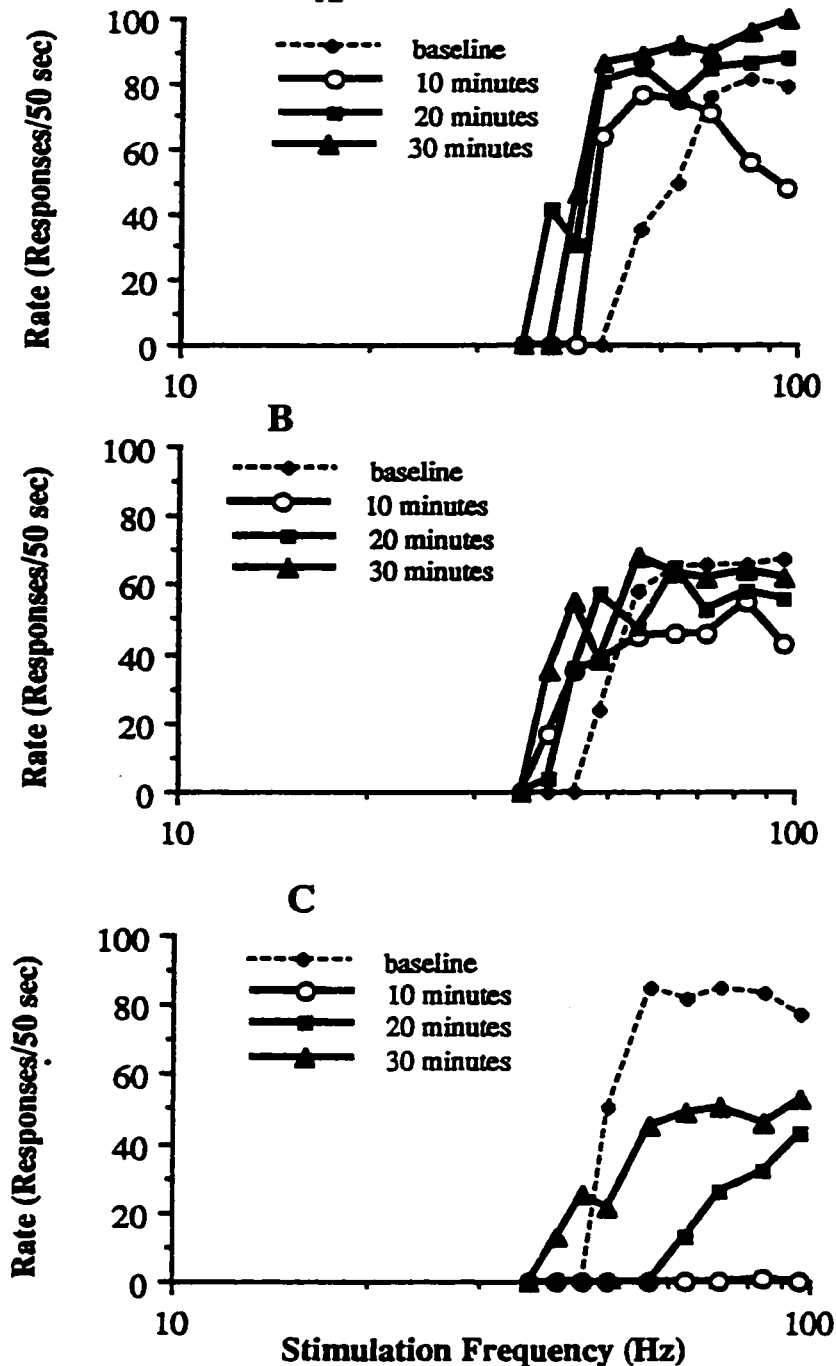 100
80
60
40
20
0
10
100
Rate (Responses/50 sec)
baseline
10 minutes
20 minutes
30 minutes
B
100
80
60
40
20
0
10
100
Rate (Responses/50 sec)
baseline
10 minutes
20 minutes
30 minutes
C
100
80
60
40
20
0
10
100
Rate (Responses/50 sec)
baseline
10 minutes
20 minutes
30 minutes
Stimulation Frequency (Hz)